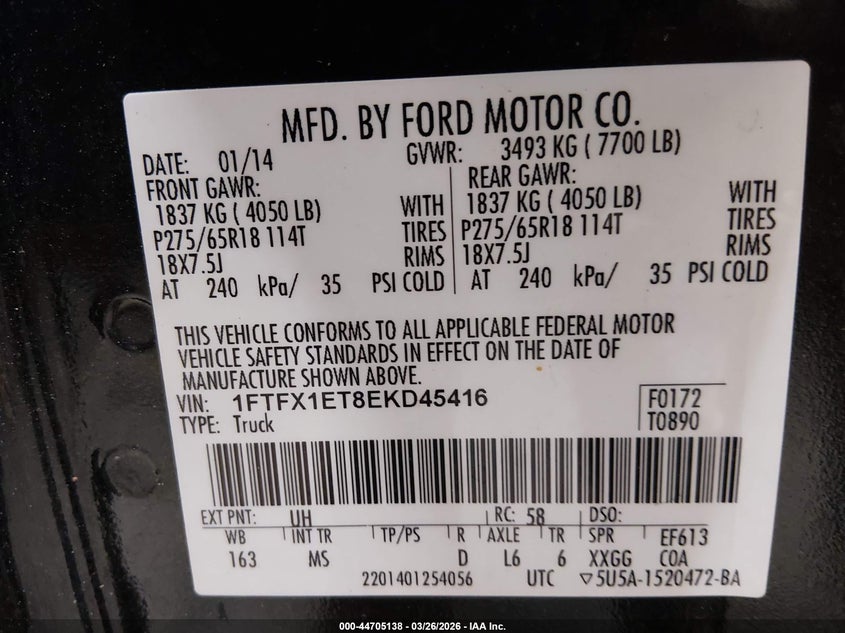 MFD. BY FORD MOTOR CO.
DATE: 01/14 GVWR: 3493 KG ( 7700 LB)
FRONT GAWR: REAR GAWR:
1837 KG ( 4050 LB) WITH 1837 KG ( 4050 LB) WITH
P275/65R18 114T TIRES P275/65R18 114T TIRES
18X7.5J RIMS 18X7.5J RIMS
AT 240 kPa/ 35 PSI COLD AT 240 kPa/ 35 PSI COLD
THIS VEHICLE CONFORMS TO ALL APPLICABLE FEDERAL MOTOR
VEHICLE SAFETY STANDARDS IN EFFECT ON THE DATE OF
MANUFACTURE SHOWN ABOVE.
VIN: 1FTFX1ET8EKD45416 F0172
TYPE: Truck T0890
EXT PNT: UH RC: 58 DSO:
WB INT TR TP/PS R AXLE TR SPR EF613
163 MS D L6 6 XXGG COA
2201401254056 UTC ▽5U5A-1520472-BA
000-44705138 - 03/26/2026 - IAA Inc.